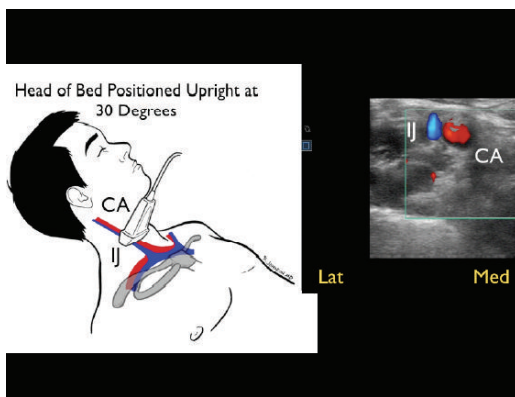 Head of Bed Positioned Upright at
30 Degrees
CA
IJ
IJ
CA
Lat
Med